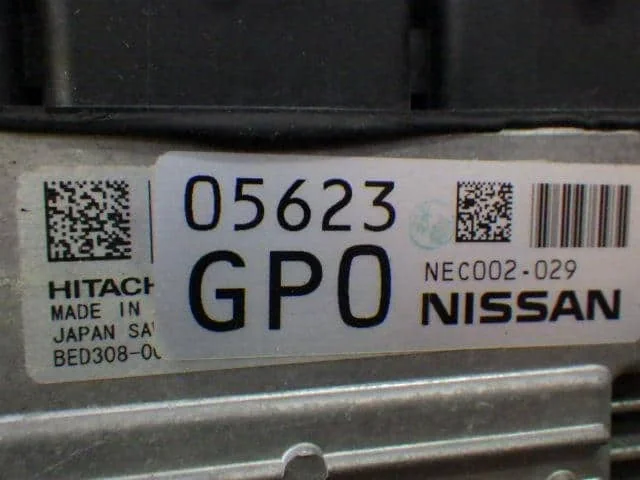 05623
GP0
NEC002-029
NISSAN
HITACH
MADE IN
JAPAN SA
BED308-0